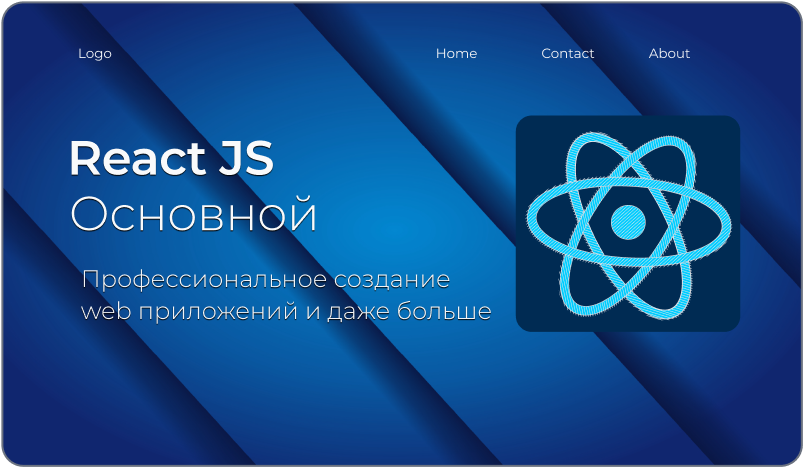 Logo
Home
Contact
About
React JS
Основной
Профессиональное создание
web приложений и даже больше